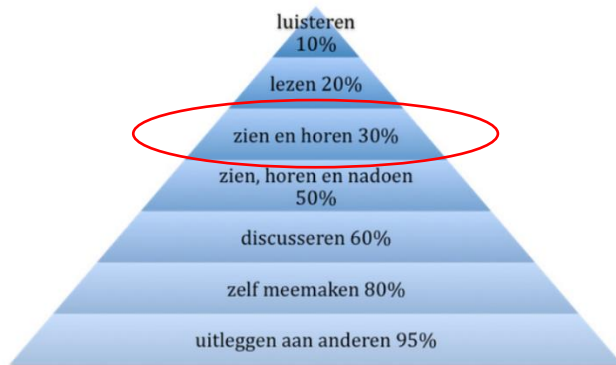 luisteren
10%
lezen 20%
zien en horen 30%
zien, horen en nadoen
50%
discusseren 60%
zelf meemaken 80%
uitleggen aan anderen 95%